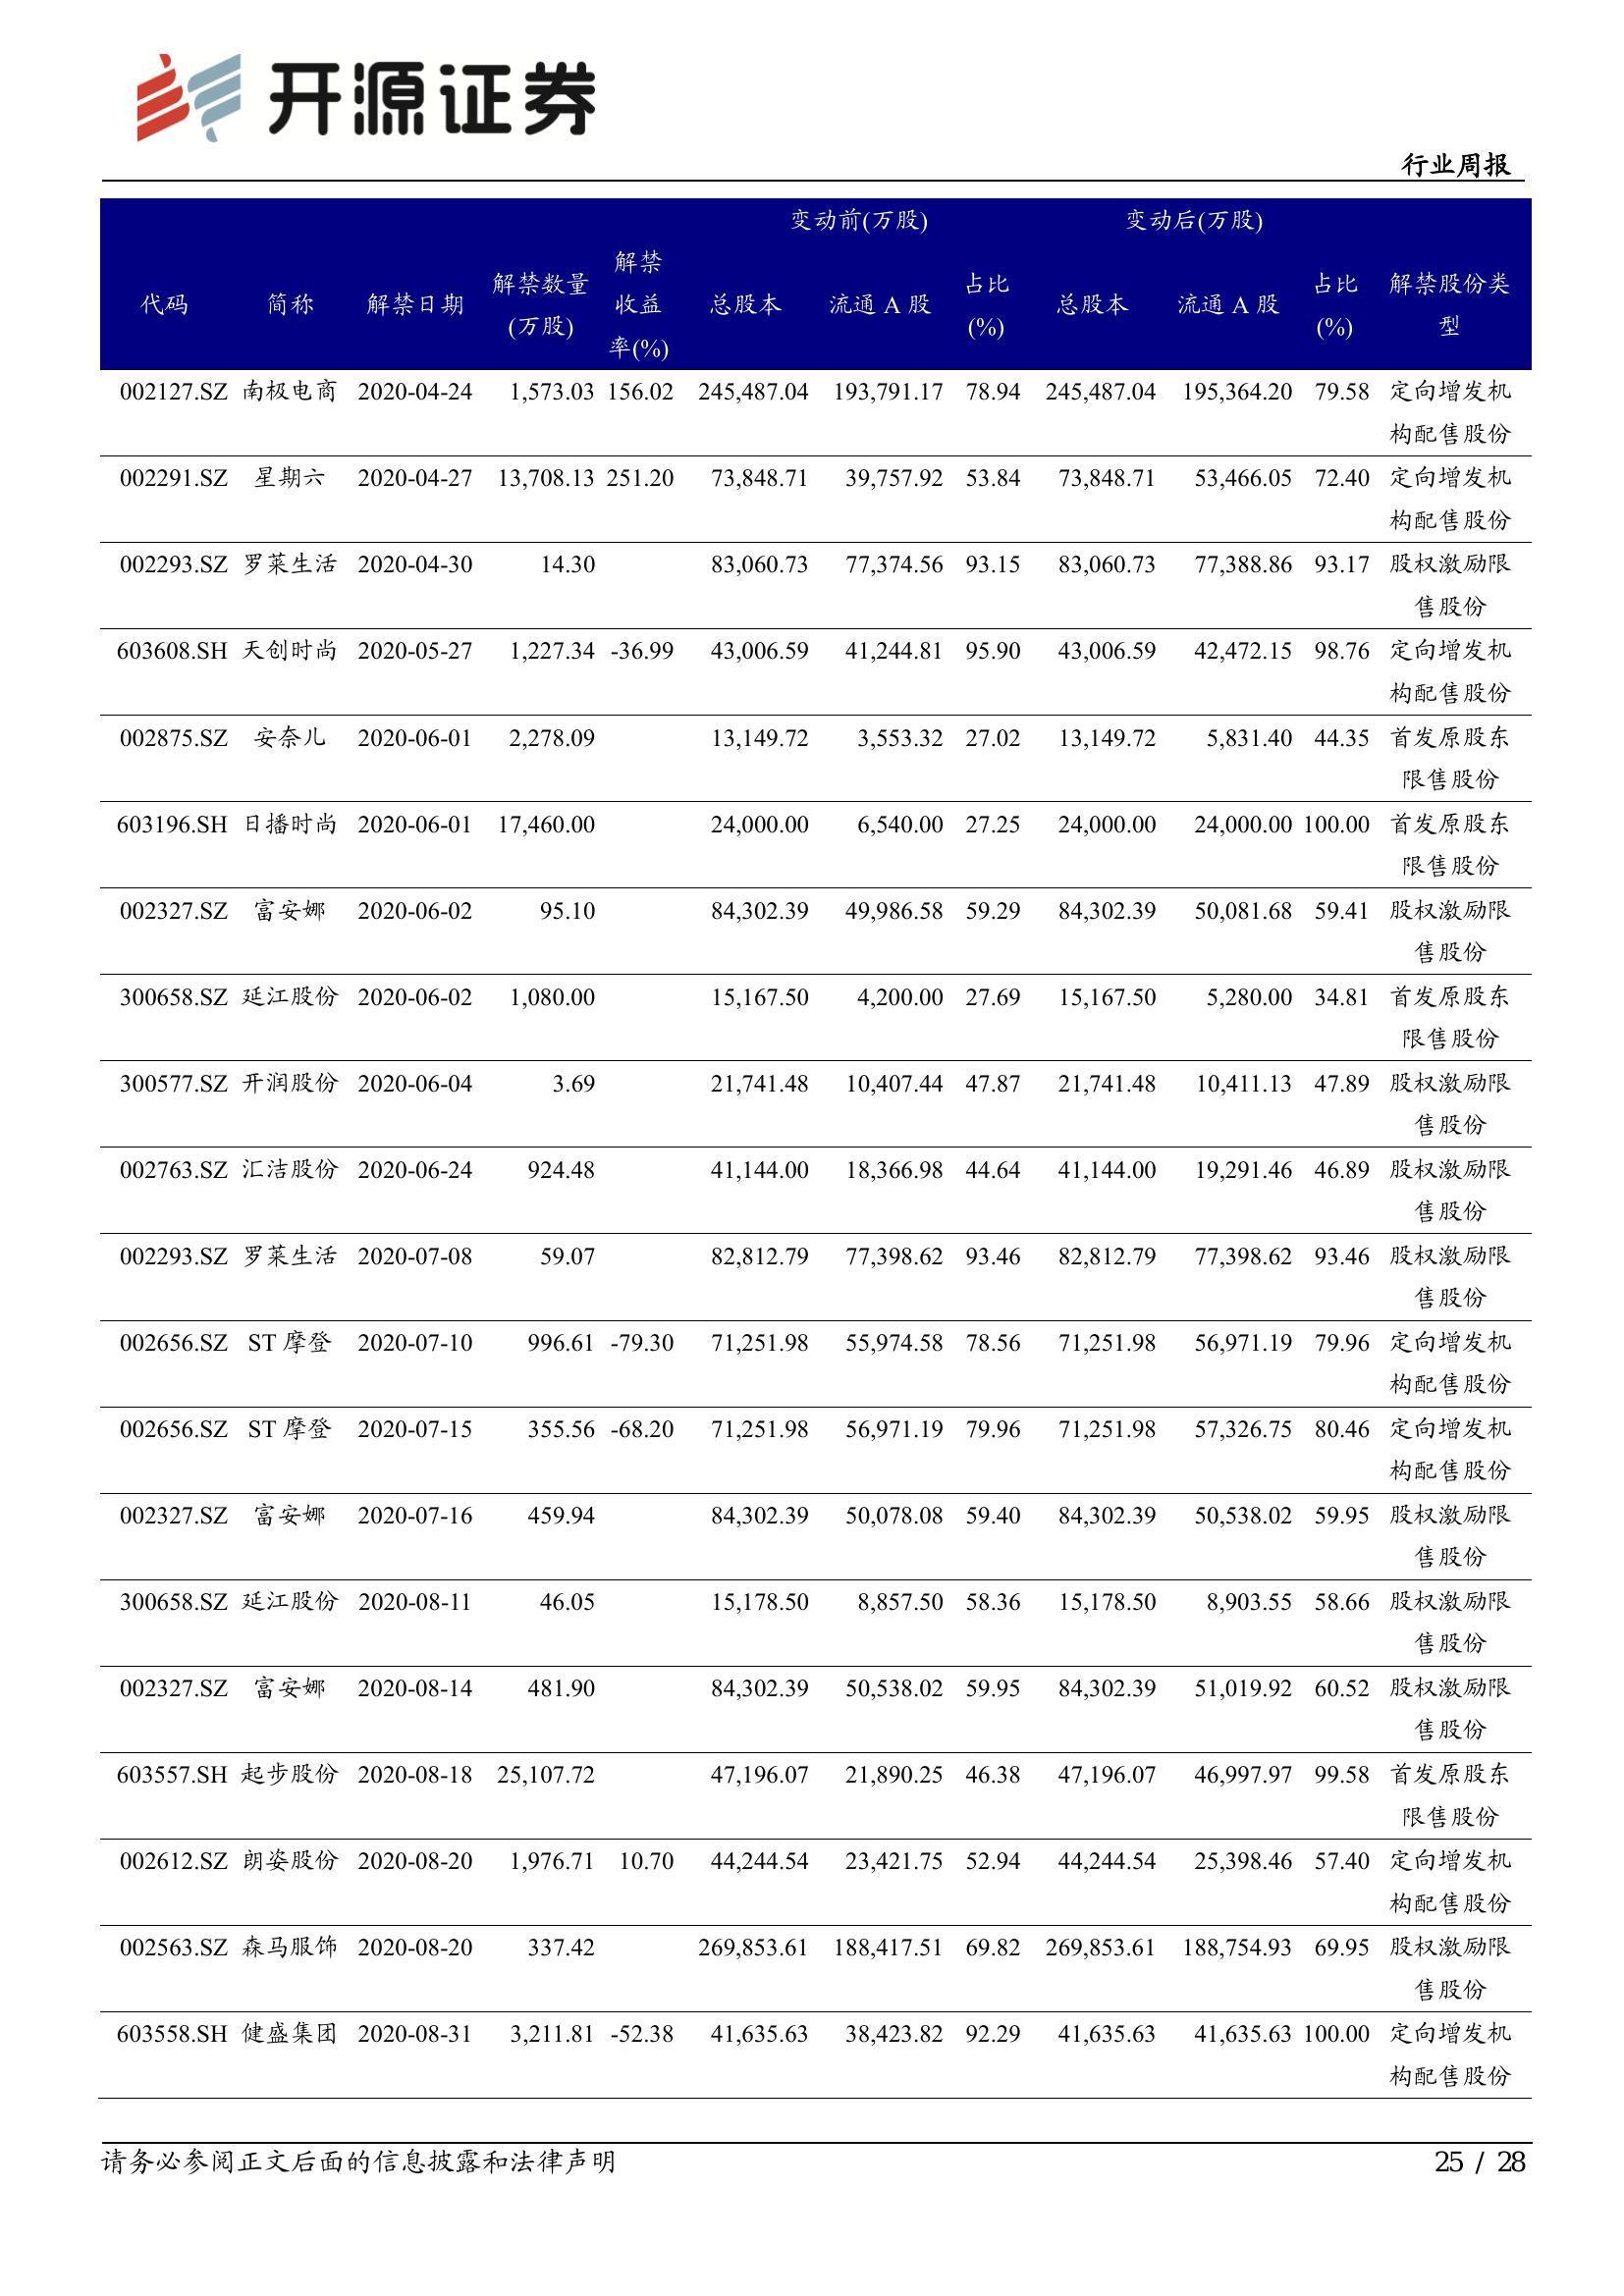 开源证券
行业周报
变动前(万股) 变动后(万股)
代码 简称 解禁日期 解禁数量(万股) 解禁收益率(%) 总股本 流通 A 股 占比(%) 总股本 流通 A 股 占比(%) 解禁股份类型
002127.SZ 南极电商 2020-04-24 1,573.03 156.02 245,487.04 193,791.17 78.94 245,487.04 195,364.20 79.58 定向增发机
构配售股份
002291.SZ 星期六 2020-04-27 13,708.13 251.20 73,848.71 39,757.92 53.84 73,848.71 53,466.05 72.40 定向增发机
构配售股份
002293.SZ 罗莱生活 2020-04-30 14.30 83,060.73 77,374.56 93.15 83,060.73 77,388.86 93.17 股权激励限
售股份
603608.SH 天创时尚 2020-05-27 1,227.34 -36.99 43,006.59 41,244.81 95.90 43,006.59 42,472.15 98.76 定向增发机
构配售股份
002875.SZ 安奈儿 2020-06-01 2,278.09 13,149.72 3,553.32 27.02 13,149.72 5,831.40 44.35 首发原股东
限售股份
603196.SH 日播时尚 2020-06-01 17,460.00 24,000.00 6,540.00 27.25 24,000.00 24,000.00 100.00 首发原股东
限售股份
002327.SZ 富安娜 2020-06-02 95.10 84,302.39 49,986.58 59.29 84,302.39 50,081.68 59.41 股权激励限
售股份
300658.SZ 延江股份 2020-06-02 1,080.00 15,167.50 4,200.00 27.69 15,167.50 5,280.00 34.81 首发原股东
限售股份
300577.SZ 开润股份 2020-06-04 3.69 21,741.48 10,407.44 47.87 21,741.48 10,411.13 47.89 股权激励限
售股份
002763.SZ 汇洁股份 2020-06-24 924.48 41,144.00 18,366.98 44.64 41,144.00 19,291.46 46.89 股权激励限
售股份
002293.SZ 罗莱生活 2020-07-08 59.07 82,812.79 77,398.62 93.46 82,812.79 77,398.62 93.46 股权激励限
售股份
002656.SZ ST 摩登 2020-07-10 996.61 -79.30 71,251.98 55,974.58 78.56 71,251.98 56,971.19 79.96 定向增发机
构配售股份
002656.SZ ST 摩登 2020-07-15 355.56 -68.20 71,251.98 56,971.19 79.96 71,251.98 57,326.75 80.46 定向增发机
构配售股份
002327.SZ 富安娜 2020-07-16 459.94 84,302.39 50,078.08 59.40 84,302.39 50,538.02 59.95 股权激励限
售股份
300658.SZ 延江股份 2020-08-11 46.05 15,178.50 8,857.50 58.36 15,178.50 8,903.55 58.66 股权激励限
售股份
002327.SZ 富安娜 2020-08-14 481.90 84,302.39 50,538.02 59.95 84,302.39 51,019.92 60.52 股权激励限
售股份
603557.SH 起步股份 2020-08-18 25,107.72 47,196.07 21,890.25 46.38 47,196.07 46,997.97 99.58 首发原股东
限售股份
002612.SZ 朗姿股份 2020-08-20 1,976.71 10.70 44,244.54 23,421.75 52.94 44,244.54 25,398.46 57.40 定向增发机
构配售股份
002563.SZ 森马服饰 2020-08-20 337.42 269,853.61 188,417.51 69.82 269,853.61 188,754.93 69.95 股权激励限
售股份
603558.SH 健盛集团 2020-08-31 3,211.81 -52.38 41,635.63 38,423.82 92.29 41,635.63 41,635.63 100.00 定向增发机
构配售股份
请务必参阅正文后面的信息披露和法律声明 25 / 28